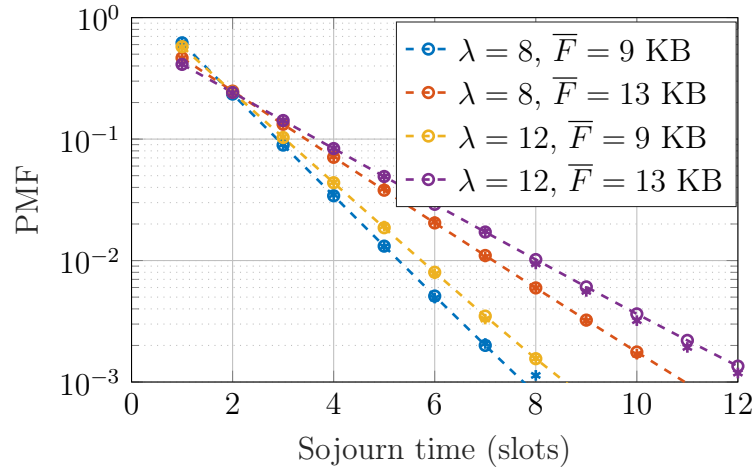 10⁰
10⁻¹
10⁻²
10⁻³
PMF
0 2 4 6 8 10 12
Sojourn time (slots)
λ = 8, F̅ = 9 KB
λ = 8, F̅ = 13 KB
λ = 12, F̅ = 9 KB
λ = 12, F̅ = 13 KB